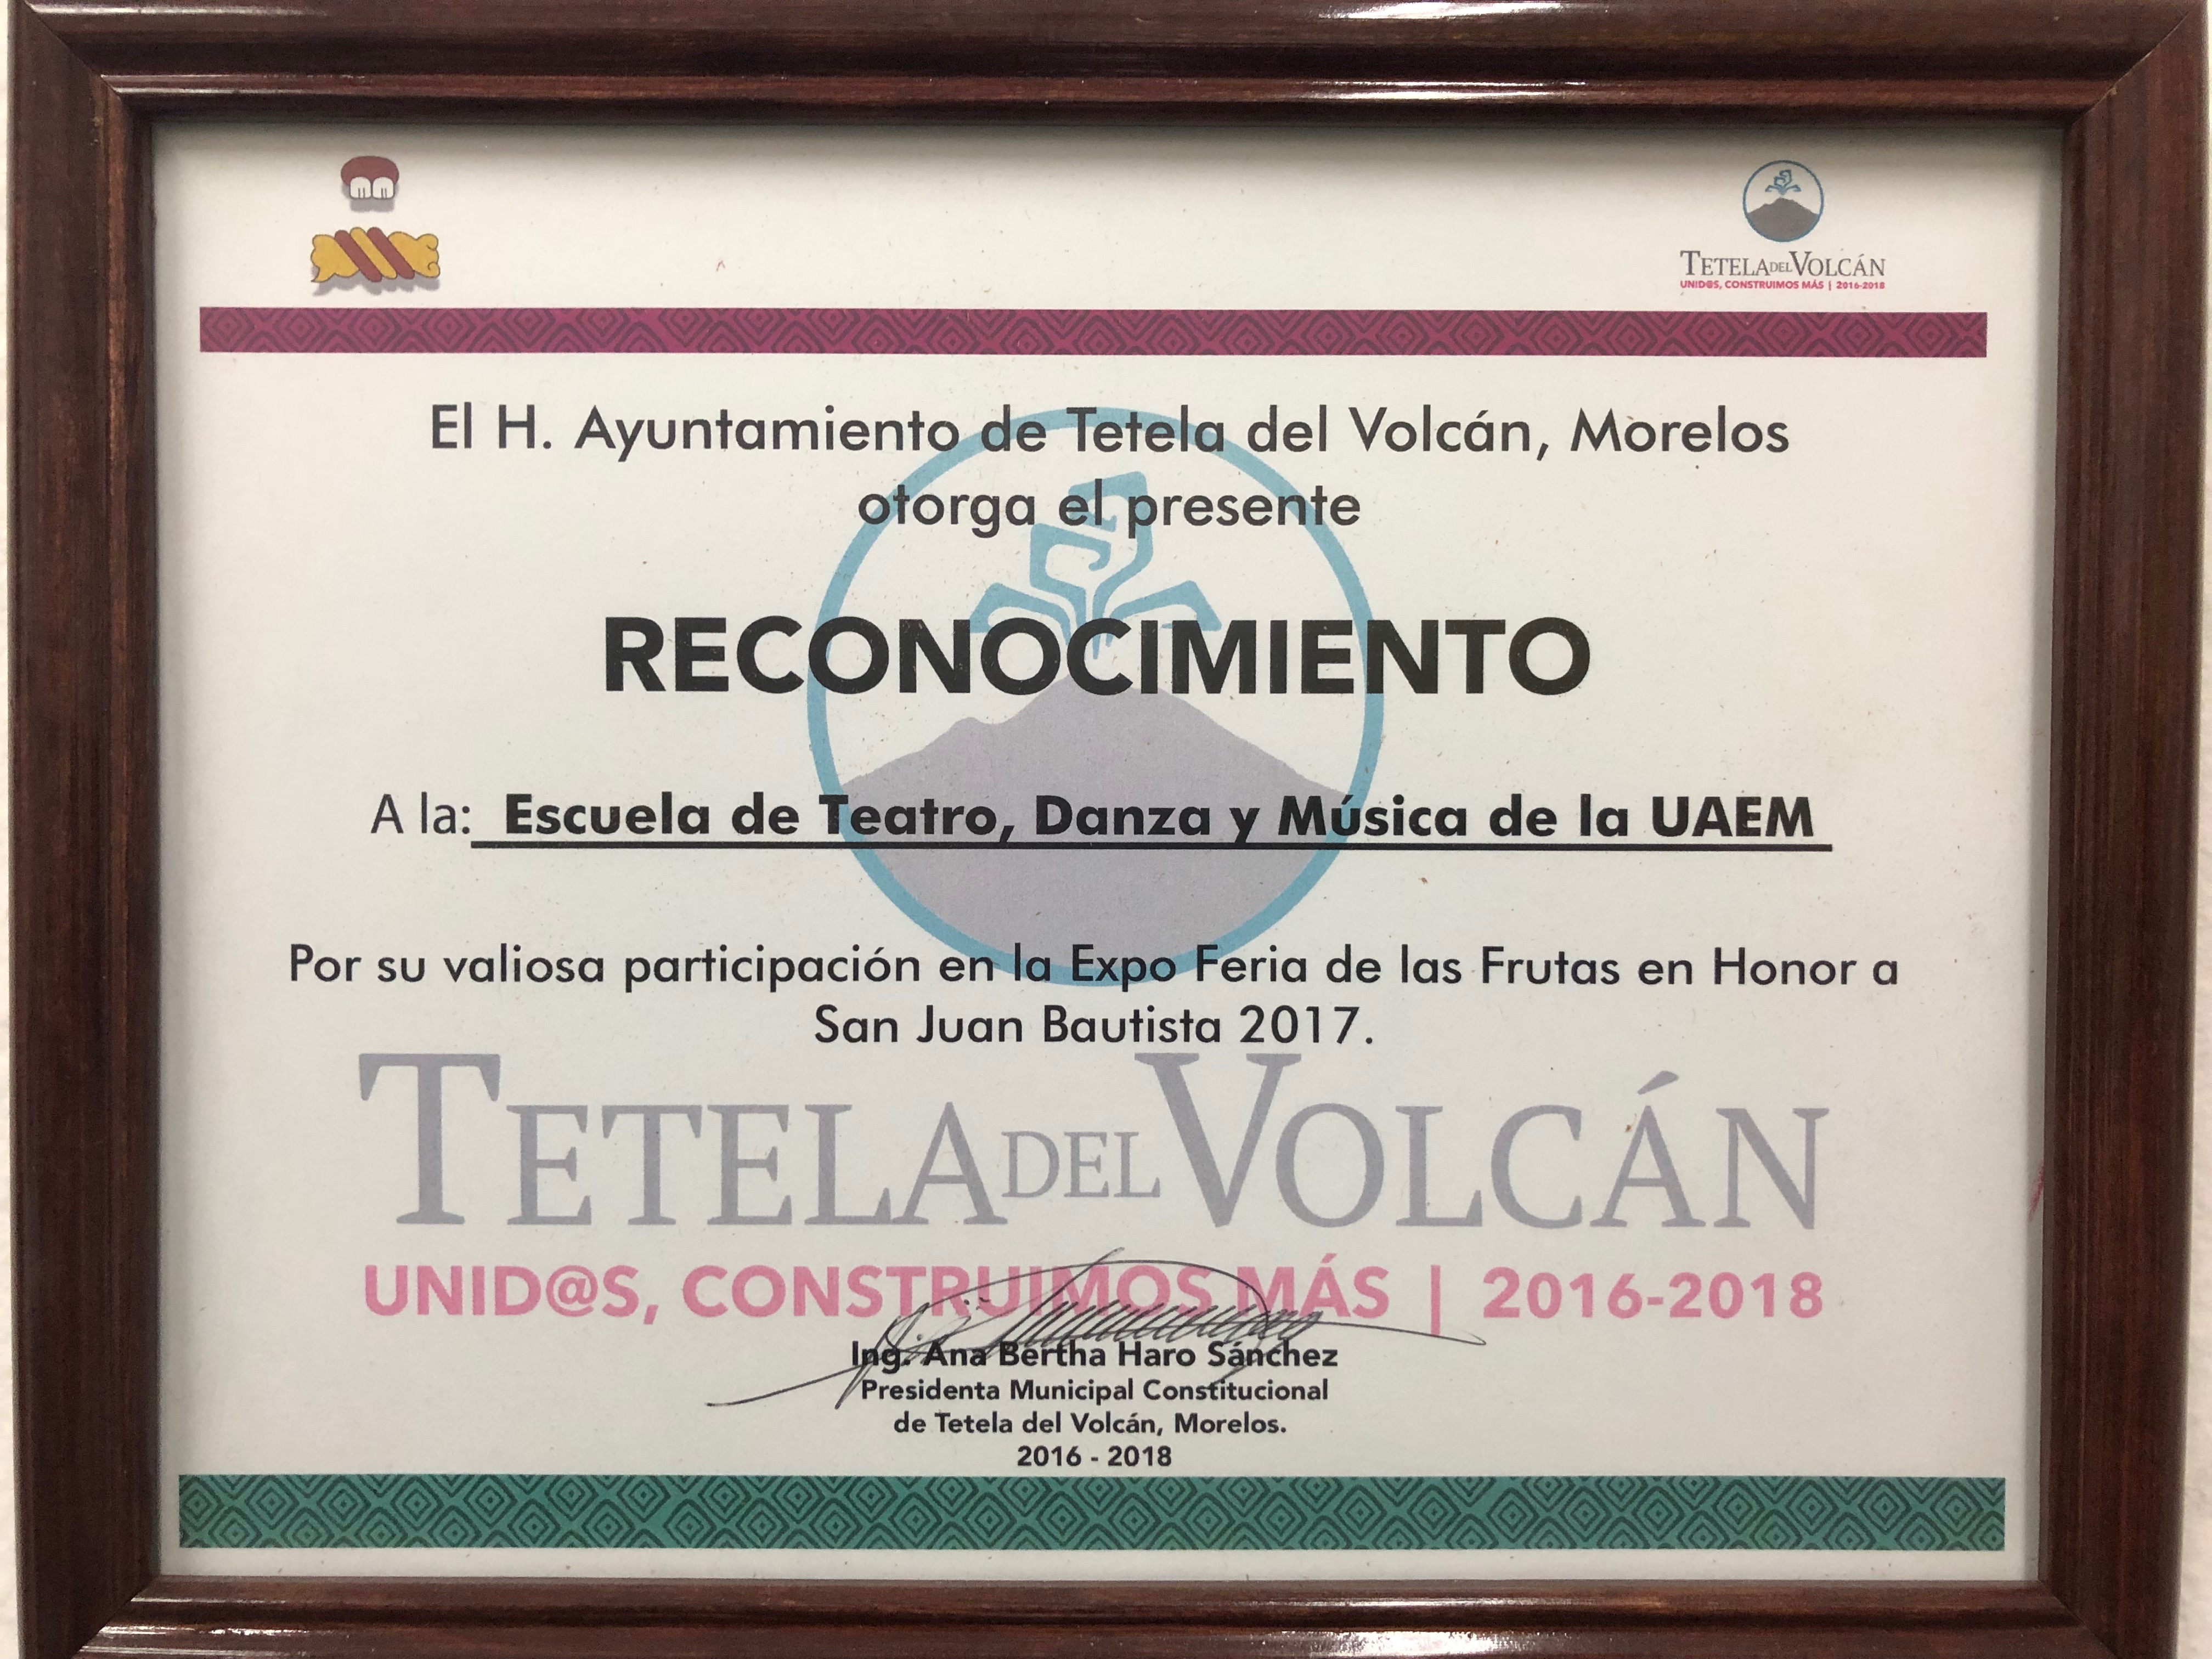 TETELA DEL VOLCÁN
UNID@S, CONSTRUIMOS MÁS | 2016-2018
El H. Ayuntamiento de Tetela del Volcán, Morelos
otorga el presente
RECONOCIMIENTO
A la: Escuela de Teatro, Danza y Música de la UAEM
Por su valiosa participación en la Expo Feria de las Frutas en Honor a
San Juan Bautista 2017.
TETELA DEL VOLCÁN
UNID@S, CONSTRUIMOS MÁS | 2016-2018
Ing. Ana Bertha Haro Sánchez
Presidenta Municipal Constitucional
de Tetela del Volcán, Morelos.
2016 - 2018